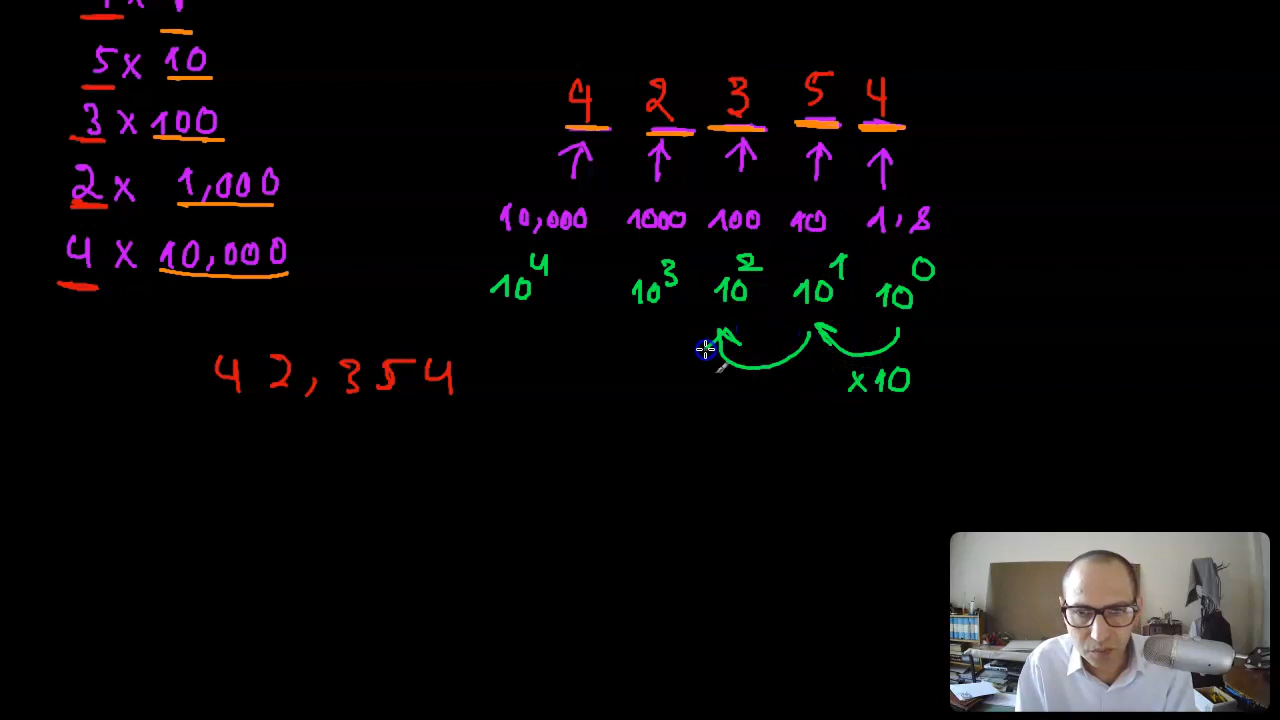 5 x 10
3 x 100
2 x 1,000
4 x 10,000
42,354
4 2 3 5 4
10,000 1000 100 10 1,s
10^4 10^3 10^2 10^1 10^0
x10